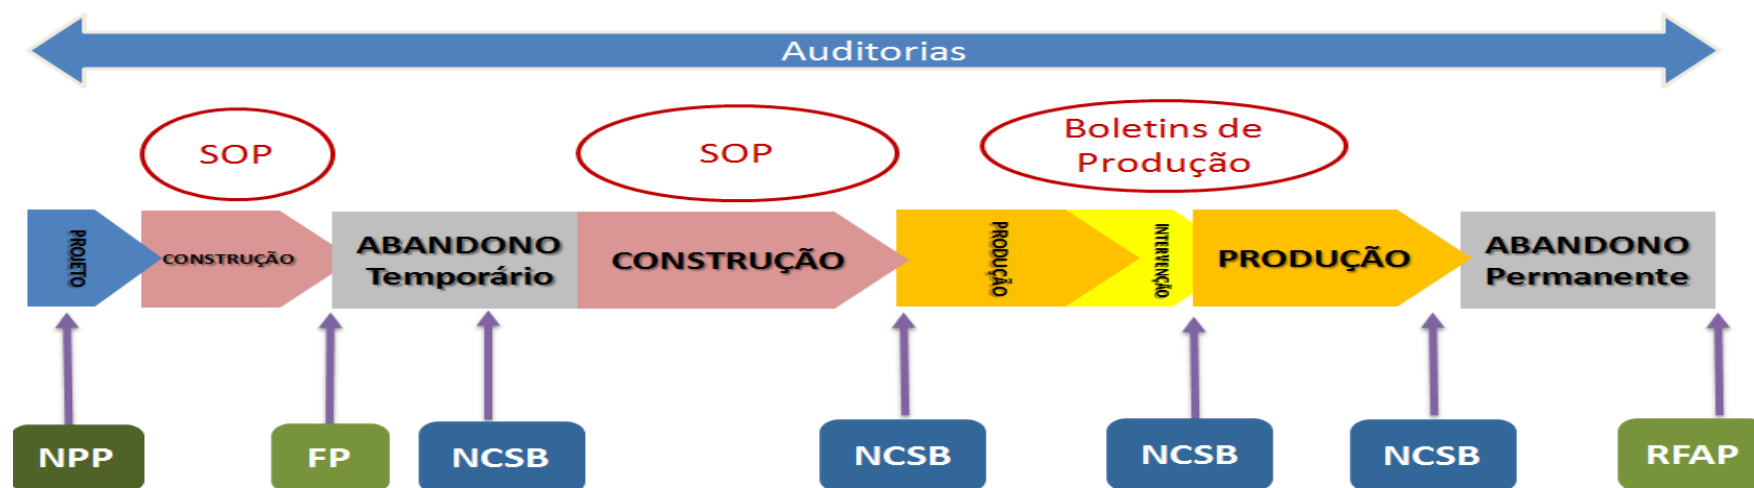 Auditorias
SOP
SOP
Boletins de
Produção
PROJETO
CONSTRUÇÃO
ABANDONO
Temporário
CONSTRUÇÃO
PRODUÇÃO
INTERVENÇÃO
PRODUÇÃO
ABANDONO
Permanente
NPP
FP
NCSB
NCSB
NCSB
NCSB
RFAP